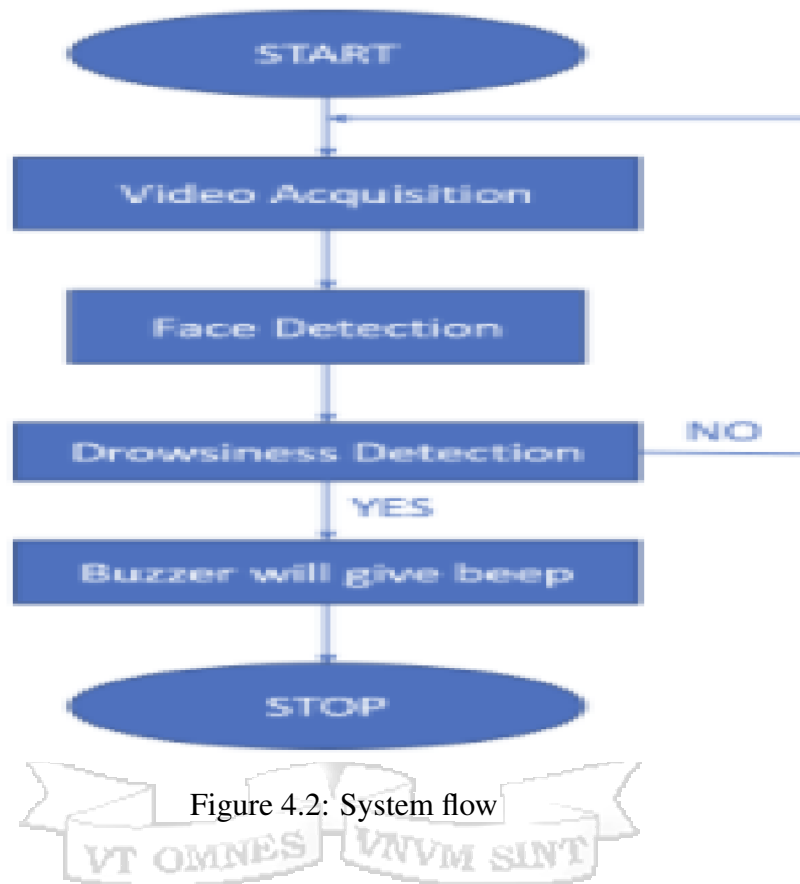 START
Video Acquisition
Face Detection
Drowsiness Detection
NO
YES
Buzzer will give beep
STOP
Figure 4.2: System flow
VT OMNES VNVM SINT